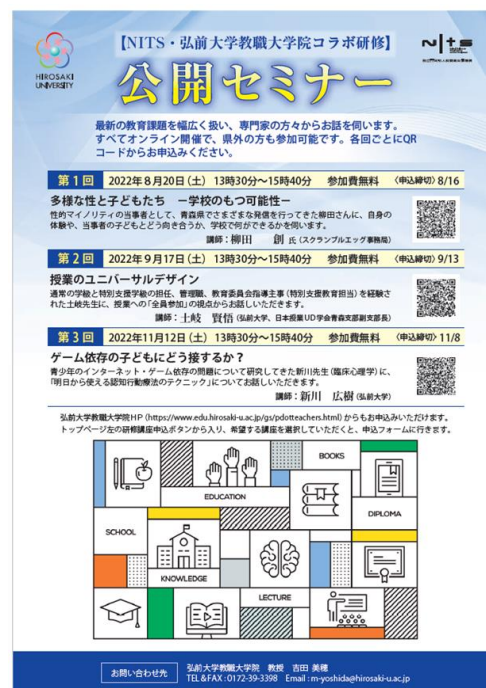 HIROSAKI
UNIVERSITY
【NITS・弘前大学教職大学院コラボ研修】
NITS
公開セミナー
最新の教育課題を幅広く扱い、専門家の方々からお話を伺います。
すべてオンライン開催で、県外の方も参加可能です。各回ごとにQR
コードからお申込みください。
第1回 2022年8月20日(土) 13時30分～15時40分 参加費無料 〈申込締切〉8/16
多様な性と子どもたち －学校のもつ可能性－
性的マイノリティの当事者として、青森県でさまざまな発信を行ってきた柳田さんに、自身の
体験や、当事者の子どもとどう向き合うか、学校で何ができるかを伺います。
講師：柳田 創 氏（スクランブルエッグ事務局）
第2回 2022年9月17日(土) 13時30分～15時40分 参加費無料 〈申込締切〉9/13
授業のユニバーサルデザイン
通常の学級と特別支援学級の担任、管理職、教育委員会指導主事（特別支援教育担当）を経験さ
れた土岐先生に、授業への「全員参加」の視点からお話しいただきます。
講師：土岐 賢悟（弘前大学、日本授業UD学会青森支部副支部長）
第3回 2022年11月12日(土) 13時30分～15時40分 参加費無料 〈申込締切〉11/8
ゲーム依存の子どもにどう接するか？
青少年のインターネット・ゲーム依存の問題について研究してきた新川先生（臨床心理学）に、
「明日から使える認知行動療法のテクニック」についてお話しいただきます。
講師：新川 広樹（弘前大学）
弘前大学教職大学院HP（https://www.edu.hirosaki-u.ac.jp/gs/pdotteachers.html）からもお申込みいただけます。
トップページ左の研修講座申込ボタンから入り、希望する講座を選択していただくと、申込フォームに行きます。
BOOKS
EDUCATION
DIPLOMA
SCHOOL
KNOWLEDGE
LECTURE
お問い合わせ先
弘前大学教職大学院 教授 吉田 美穂
TEL＆FAX：0172-39-3398 Email：m-yoshida@hirosaki-u.ac.jp